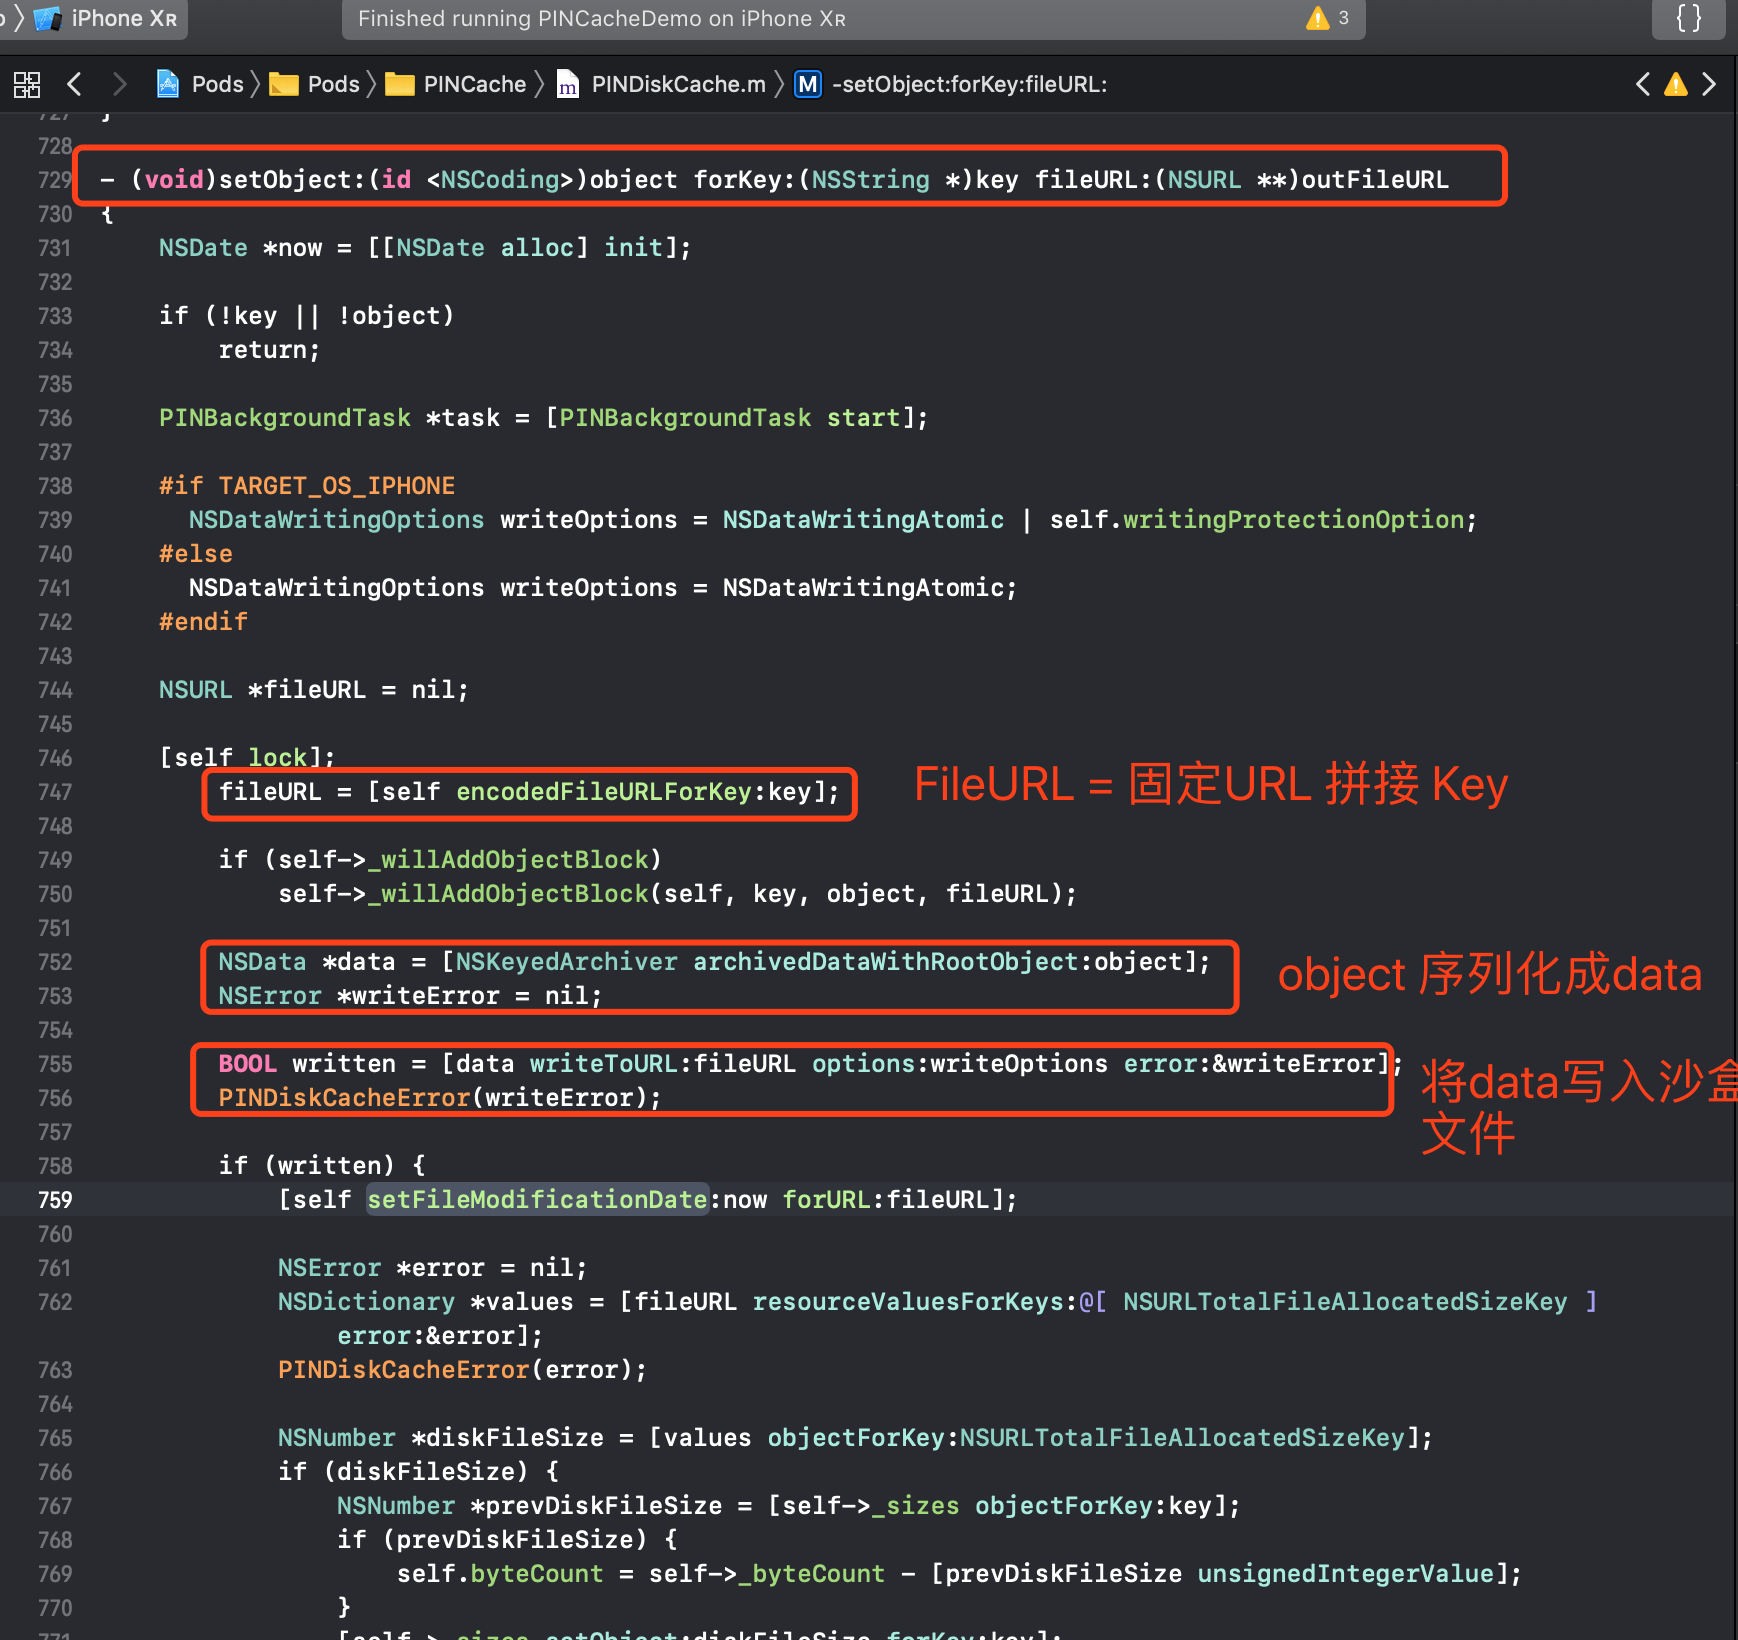 iPhone XR
Finished running PINCacheDemo on iPhone XR
3
{ }
Pods
Pods
PINCache
PINDiskCache.m
M -setObject:forKey:fileURL:
727 }
728
729 - (void)setObject:(id <NSCoding>)object forKey:(NSString *)key fileURL:(NSURL **)outFileURL
730 {
731 NSDate *now = [[NSDate alloc] init];
732
733 if (!key || !object)
734 return;
735
736 PINBackgroundTask *task = [PINBackgroundTask start];
737
738 #if TARGET_OS_IPHONE
739 NSDataWritingOptions writeOptions = NSDataWritingAtomic | self.writingProtectionOption;
740 #else
741 NSDataWritingOptions writeOptions = NSDataWritingAtomic;
742 #endif
743
744 NSURL *fileURL = nil;
745
746 [self lock];
747 fileURL = [self encodedFileURLForKey:key];
FileURL = 固定URL 拼接 Key
748
749 if (self->_willAddObjectBlock)
750 self->_willAddObjectBlock(self, key, object, fileURL);
751
752 NSData *data = [NSKeyedArchiver archivedDataWithRootObject:object];
object 序列化成data
753 NSError *writeError = nil;
754
755 BOOL written = [data writeToURL:fileURL options:writeOptions error:&writeError];
将data写入沙盒
756 PINDiskCacheError(writeError);
文件
757
758 if (written) {
759 [self setFileModificationDate:now forURL:fileURL];
760
761 NSError *error = nil;
762 NSDictionary *values = [fileURL resourceValuesForKeys:@[ NSURLTotalFileAllocatedSizeKey ]
error:&error];
763 PINDiskCacheError(error);
764
765 NSNumber *diskFileSize = [values objectForKey:NSURLTotalFileAllocatedSizeKey];
766 if (diskFileSize) {
767 NSNumber *prevDiskFileSize = [self->_sizes objectForKey:key];
768 if (prevDiskFileSize) {
769 self.byteCount = self->_byteCount - [prevDiskFileSize unsignedIntegerValue];
770 }
771 [self->_sizes setObject:diskFileSize forKey:key];